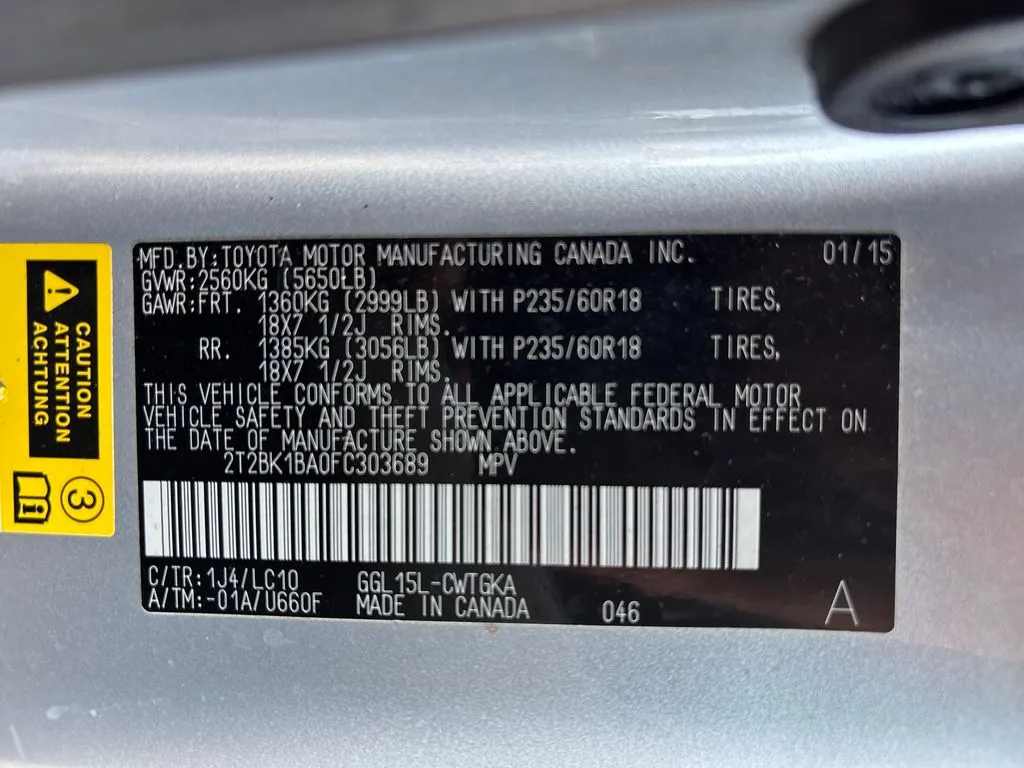 MFD.BY:TOYOTA MOTOR MANUFACTURING CANADA INC. 01/15
GVWR:2560KG (5650LB)
GAWR:FRT. 1360KG (2999LB) WITH P235/60R18 TIRES,
18X7 1/2J RIMS.
RR. 1385KG (3056LB) WITH P235/60R18 TIRES,
18X7 1/2J RIMS.
THIS VEHICLE CONFORMS TO ALL APPLICABLE FEDERAL MOTOR
VEHICLE SAFETY AND THEFT PREVENTION STANDARDS IN EFFECT ON
THE DATE OF MANUFACTURE SHOWN ABOVE.
2T2BK1BA0FC303689 MPV
C/TR:1J4/LC10 GGL15L-CWTGKA
A/TM:-01A/U660F MADE IN CANADA 046 A
CAUTION
ATTENTION
ACHTUNG
3